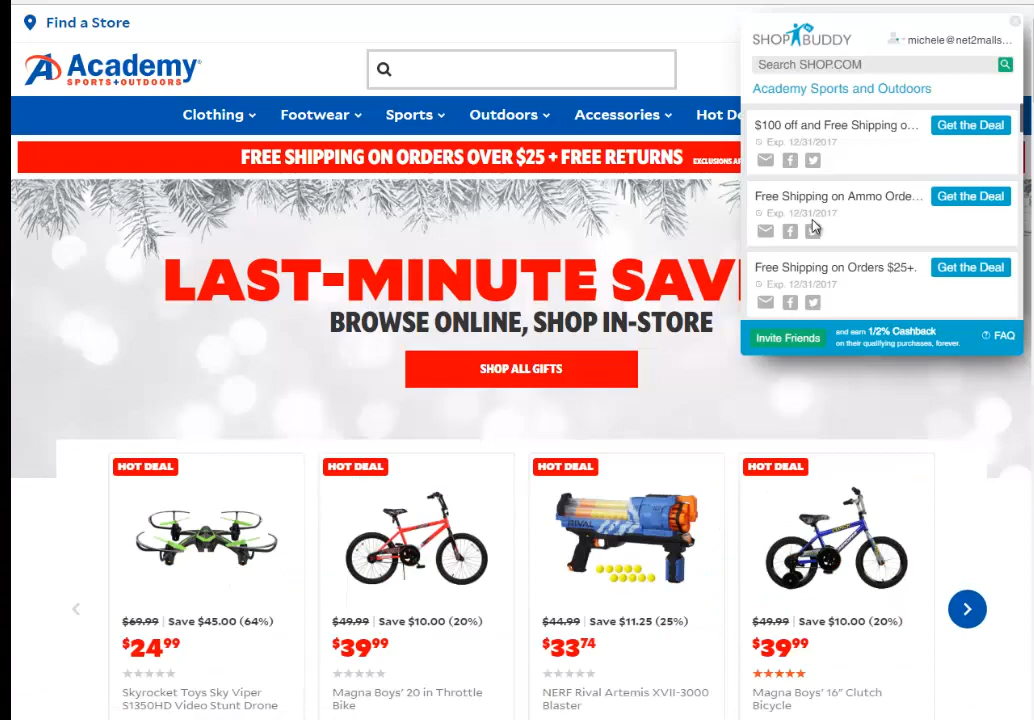 Find a Store
SHOP BUDDY
michele@net2malls...
Academy
SPORTS+OUTDOORS
Search SHOP.COM
Academy Sports and Outdoors
Clothing
Footwear
Sports
Outdoors
Accessories
Hot
$100 off and Free Shipping o...
Get the Deal
Exp. 12/31/2017
FREE SHIPPING ON ORDERS OVER $25 + FREE RETURNS
EXCLUSIONS
Free Shipping on Ammo Orde...
Get the Deal
Exp. 12/31/2017
Free Shipping on Orders $25+.
Get the Deal
Exp. 12/31/2017
Invite Friends
and earn 1/2% Cashback
on their qualifying purchases, forever.
FAQ
LAST-MINUTE SAV
BROWSE ONLINE, SHOP IN-STORE
SHOP ALL GIFTS
HOT DEAL
$69.99 | Save $45.00 (64%)
$24.99
Skyrocket Toys Sky Viper
S1350HD Video Stunt Drone
HOT DEAL
$49.99 | Save $10.00 (20%)
$39.99
Magna Boys' 20 in Throttle
Bike
HOT DEAL
RIVAL
$44.99 | Save $11.25 (25%)
$33.74
NERF Rival Artemis XVII-3000
Blaster
HOT DEAL
$49.99 | Save $10.00 (20%)
$39.99
Magna Boys' 16" Clutch
Bicycle